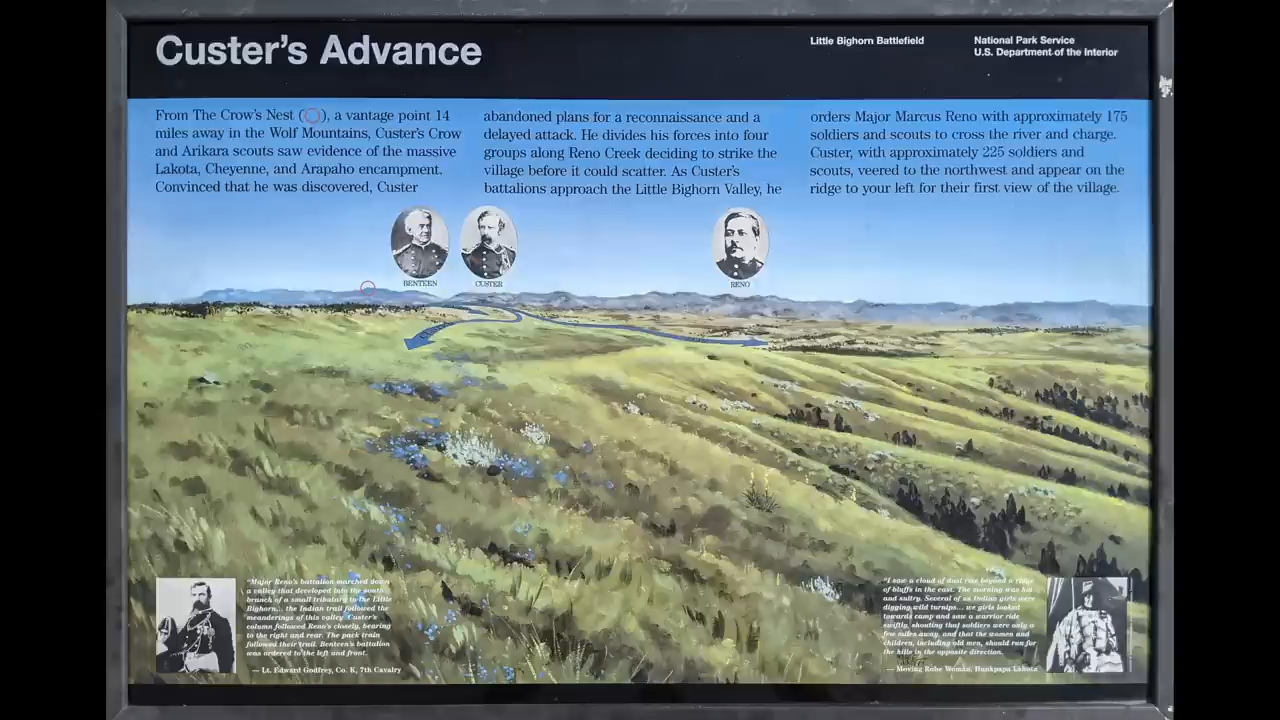 Custer's Advance
Little Bighorn Battlefield
National Park Service
U.S. Department of the Interior
From The Crow's Nest ( ), a vantage point 14
miles away in the Wolf Mountains, Custer's Crow
and Arikara scouts saw evidence of the massive
Lakota, Cheyenne, and Arapaho encampment.
Convinced that he was discovered, Custer
abandoned plans for a reconnaissance and a
delayed attack. He divides his forces into four
groups along Reno Creek deciding to strike the
village before it could scatter. As Custer's
battalions approach the Little Bighorn Valley, he
orders Major Marcus Reno with approximately 175
soldiers and scouts to cross the river and charge.
Custer, with approximately 225 soldiers and
scouts, veered to the northwest and appear on the
ridge to your left for their first view of the village.
BENTEEN
CUSTER
RENO
"Major Reno's battalion marched down
a valley that developed into the south
branch of a small tributary to the Little
Bighorn... the Indian trail followed the
meanderings of this valley. Custer's
column followed Reno's closely, bearing
to the right and rear. The pack train
followed their trail. Benteen's battalion
was ordered to the left and front.
— Lt. Edward Godfrey, Co. K, 7th Cavalry
"I saw a cloud of dust rise beyond a ridge
of bluffs in the east. The morning was hot
and sultry. Several of us Indian girls were
digging wild turnips... we girls looked
towards camp and saw a warrior ride
swiftly, shouting that soldiers were only a
few miles away, and that the women and
children, including old men, should run for
the hills in the opposite direction.
— Moving Robe Woman, Hunkpapa Lakota